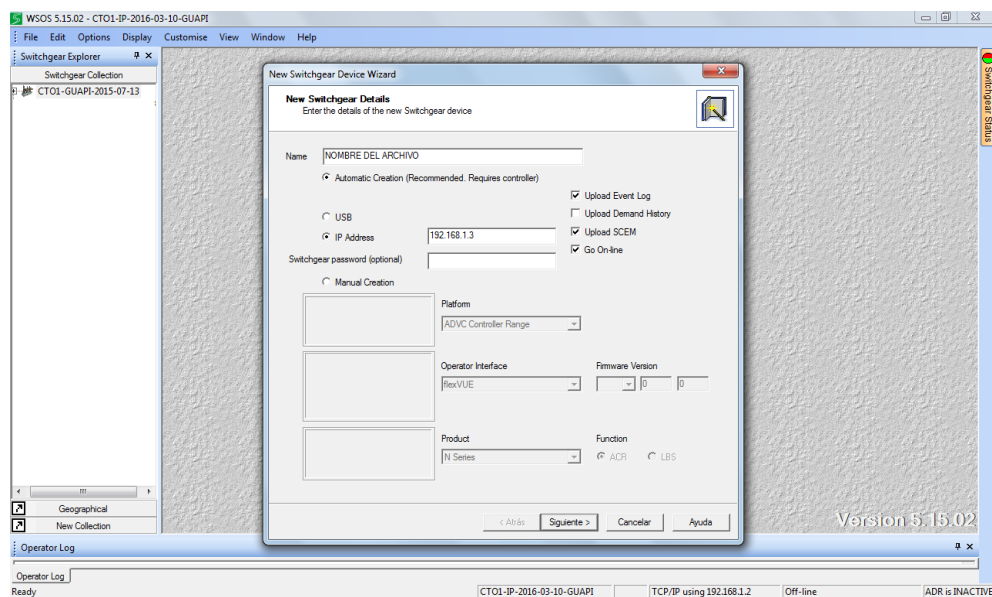 WSOS 5.15.02 - CTO1-IP-2016-03-10-GUAPI
File Edit Options Display Customise View Window Help
Switchgear Explorer
Switchgear Collection
CTO1-GUAPI-2015-07-13
Geographical
New Collection
New Switchgear Device Wizard
New Switchgear Details
Enter the details of the new Switchgear device
Name NOMBRE DEL ARCHIVO
Automatic Creation (Recommended. Requires controller)
Upload Event Log
USB
Upload Demand History
IP Address 192.168.1.3
Upload SCEM
Go On-line
Switchgear password (optional)
Manual Creation
Platform
ADVC Controller Range
Operator Interface Firmware Version
flexVUE 0 0
Product Function
N Series ACR LBS
< Atrás Siguiente > Cancelar Ayuda
Switchgear Status
Version 5.15.02
Operator Log
Operator Log
Ready CTO1-IP-2016-03-10-GUAPI TCP/IP using 192.168.1.2 Off-line ADR is INACTIVE